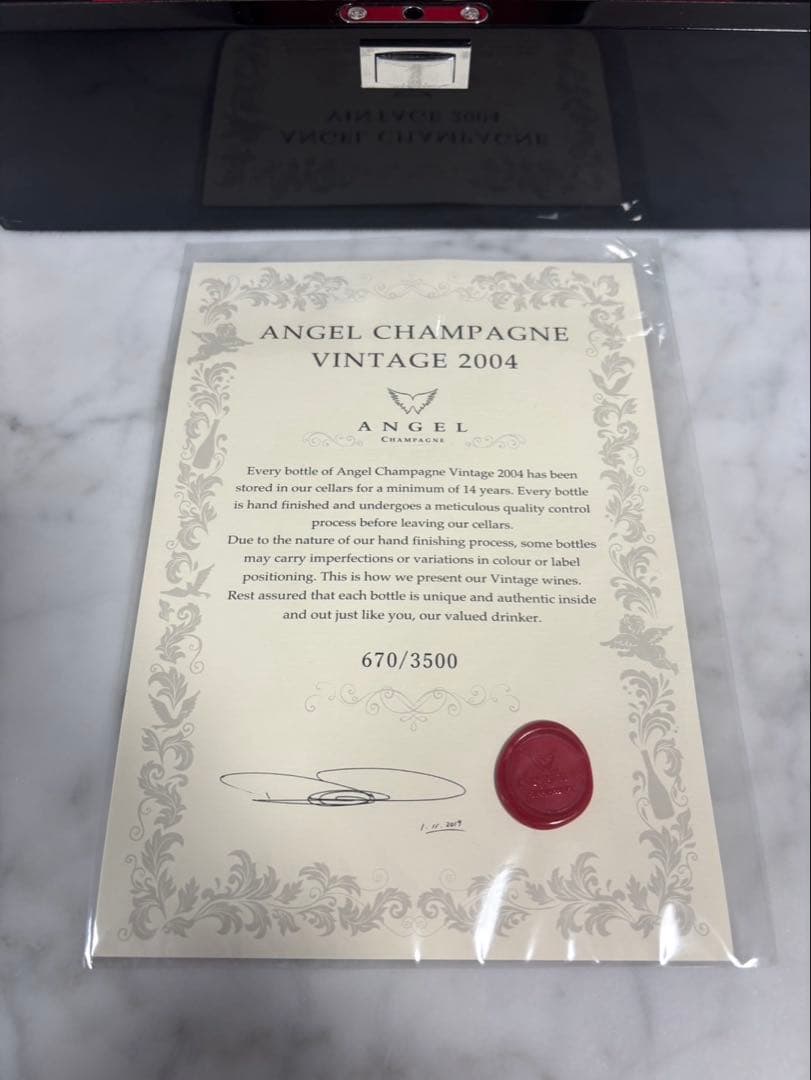 ANGEL CHAMPAGNE
VINTAGE 2004
ANGEL
CHAMPAGNE
Every bottle of Angel Champagne Vintage 2004 has been
stored in our cellars for a minimum of 14 years. Every bottle
is hand finished and undergoes a meticulous quality control
process before leaving our cellars.
Due to the nature of our hand finishing process, some bottles
may carry imperfections or variations in colour or label
positioning. This is how we present our Vintage wines.
Rest assured that each bottle is unique and authentic inside
and out just like you, our valued drinker.
670/3500
1.11.2019